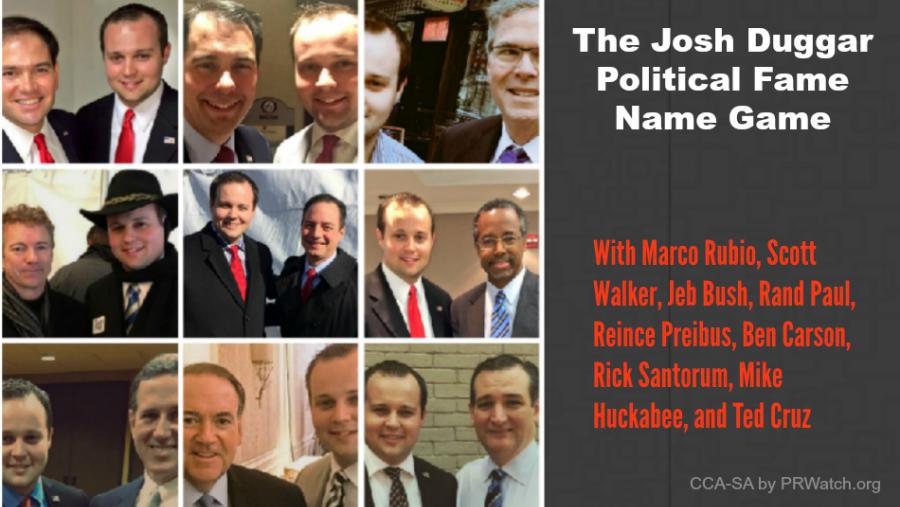 The Josh Duggar
Political Fame
Name Game
With Marco Rubio, Scott
Walker, Jeb Bush, Rand Paul,
Reince Preibus, Ben Carson,
Rick Santorum, Mike
Huckabee, and Ted Cruz
CCA-SA by PRWatch.org